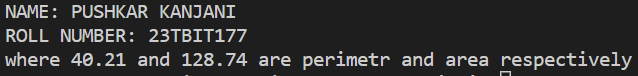 NAME: PUSHKAR KANJANI
ROLL NUMBER: 23TBIT177
where 40.21 and 128.74 are perimetr and area respectively